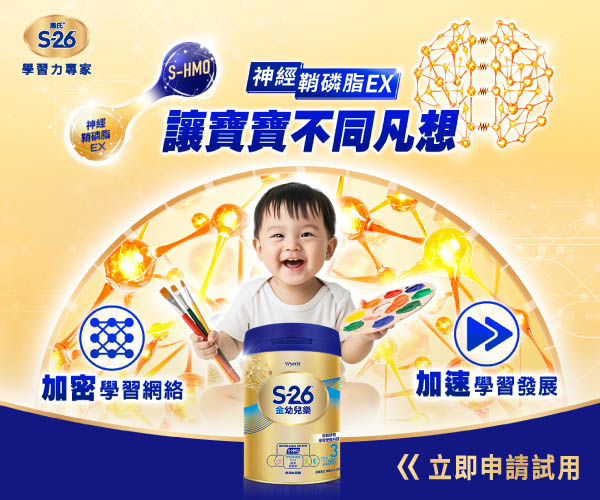 惠氏
S-26
學習力專家
S-HMO
神經
鞘磷脂
EX
神經鞘磷脂EX
讓寶寶不同凡想
加密學習網絡
加速學習發展
Wyeth
S-26
金幼兒樂
S-HMO
3
立即申請試用